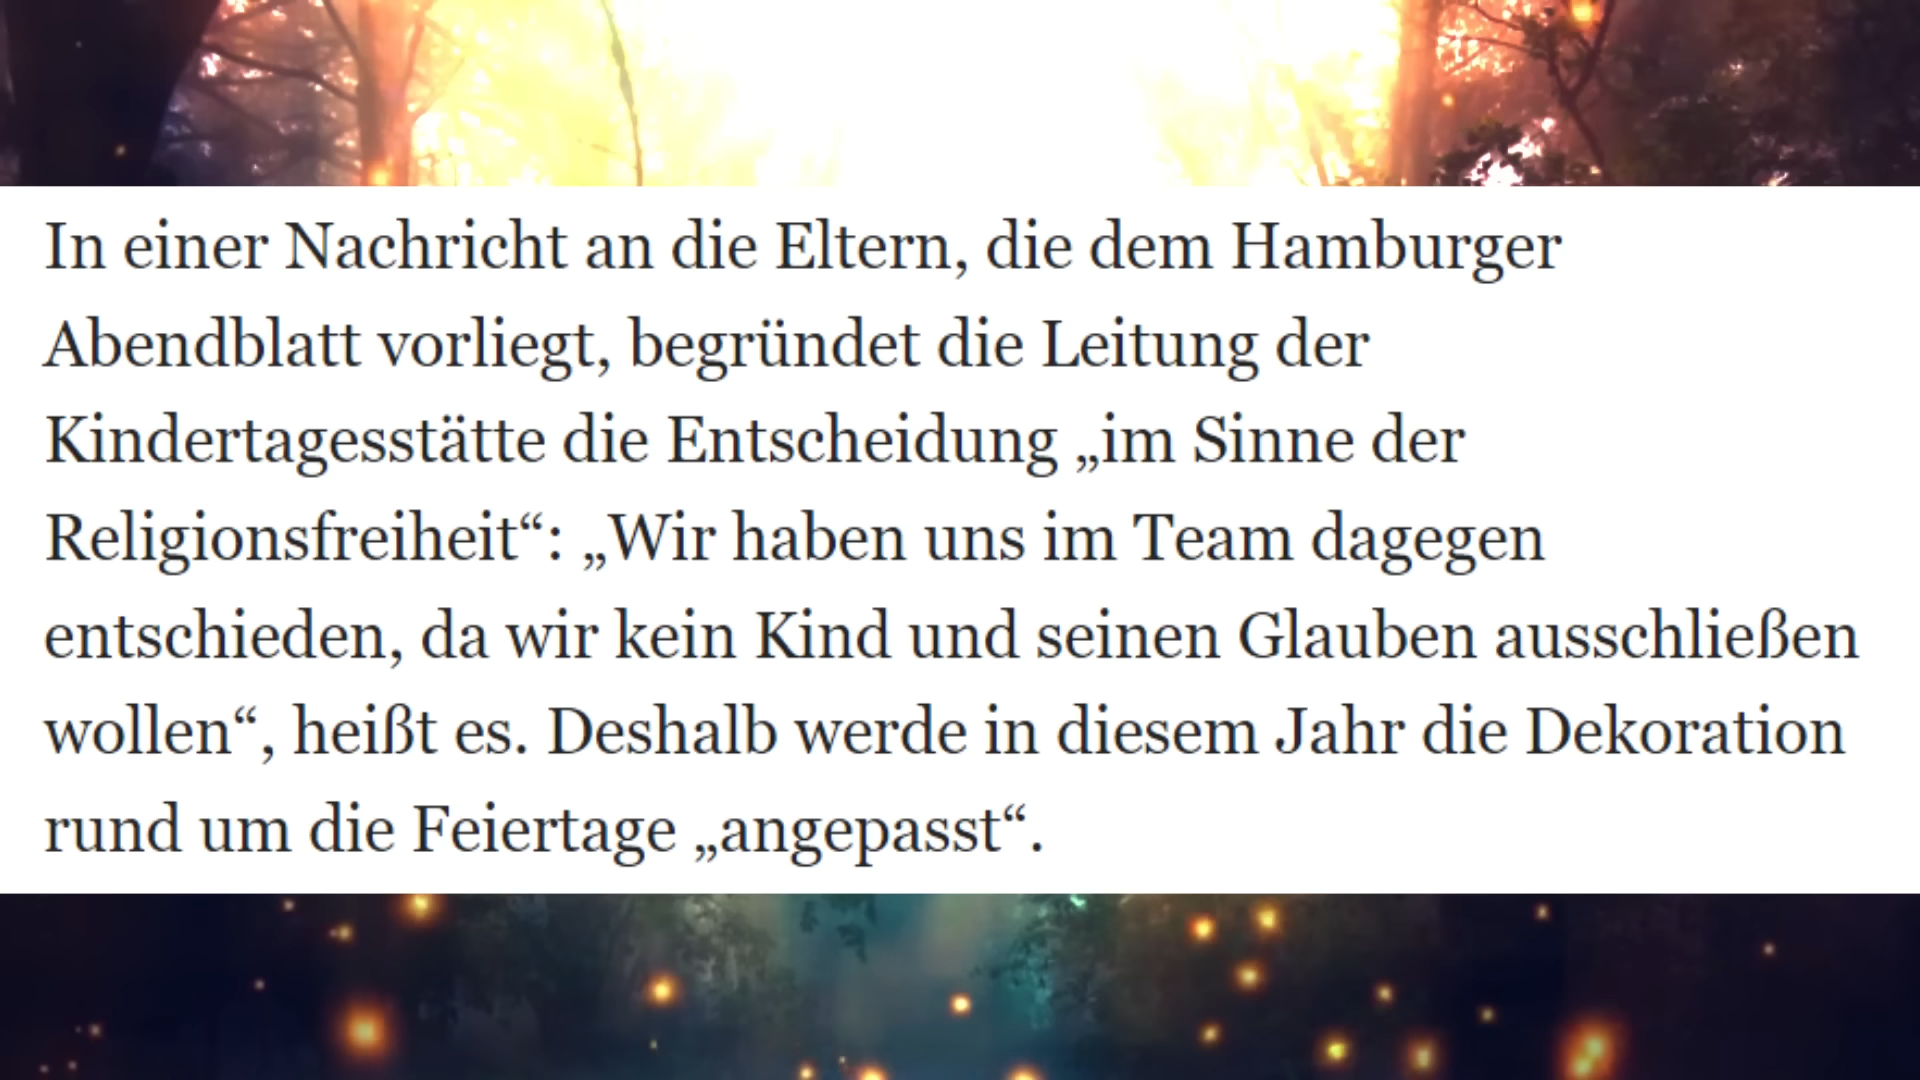 In einer Nachricht an die Eltern, die dem Hamburger
Abendblatt vorliegt, begründet die Leitung der
Kindertagesstätte die Entscheidung „im Sinne der
Religionsfreiheit“: „Wir haben uns im Team dagegen
entschieden, da wir kein Kind und seinen Glauben ausschließen
wollen“, heißt es. Deshalb werde in diesem Jahr die Dekoration
rund um die Feiertage „angepasst“.